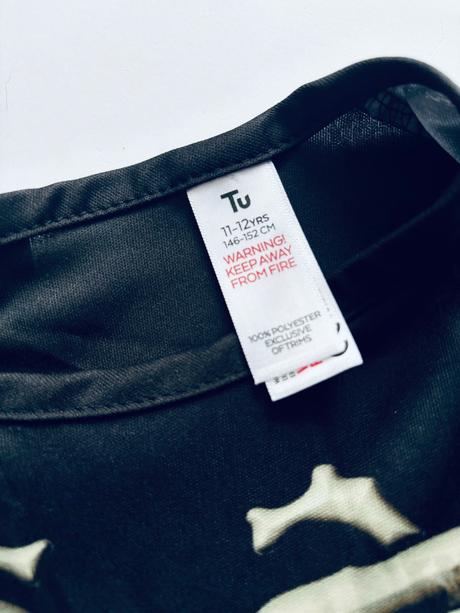 Tu
11-12YRS
146-152 CM
WARNING!
KEEP AWAY
FROM FIRE
100% POLYESTER
EXCLUSIVE
OF TRIMS